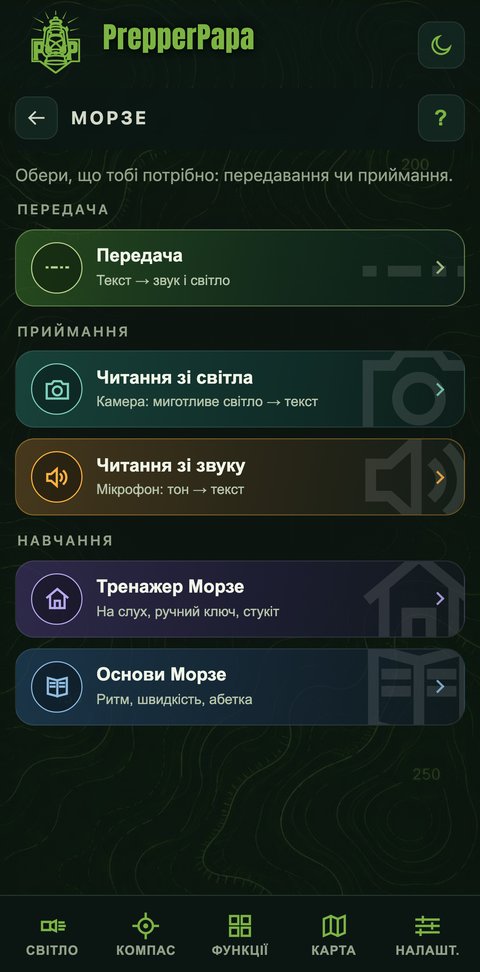 PrepperPapa
МОРЗЕ
?
200
Обери, що тобі потрібно: передавання чи приймання.
ПЕРЕДАЧА
Передача
Текст → звук і світло
ПРИЙМАННЯ
Читання зі світла
Камера: миготливе світло → текст
Читання зі звуку
Мікрофон: тон → текст
НАВЧАННЯ
Тренажер Морзе
На слух, ручний ключ, стукіт
Основи Морзе
Ритм, швидкість, абетка
250
СВІТЛО
КОМПАС
ФУНКЦІЇ
КАРТА
НАЛАШТ.